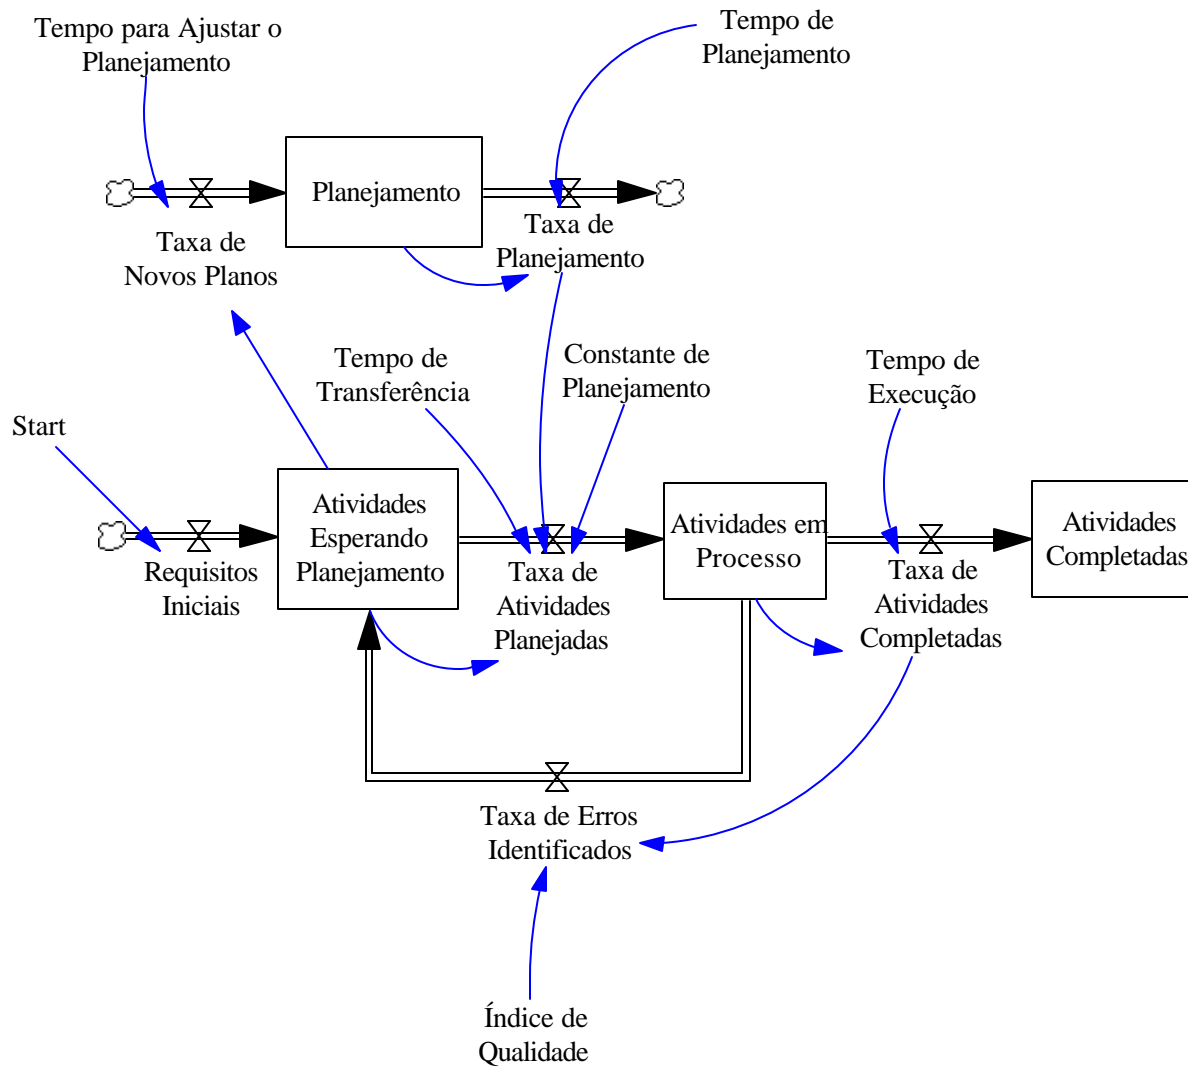 Tempo para Ajustar o
Planejamento
Tempo de
Planejamento
Planejamento
Taxa de
Planejamento
Taxa de
Novos Planos
Tempo de
Transferência
Constante de
Planejamento
Tempo de
Execução
Start
Atividades
Esperando
Planejamento
Atividades em
Processo
Atividades
Completadas
Requisitos
Iniciais
Taxa de
Atividades
Planejadas
Taxa de
Atividades
Completadas
Taxa de Erros
Identificados
Índice de
Qualidade